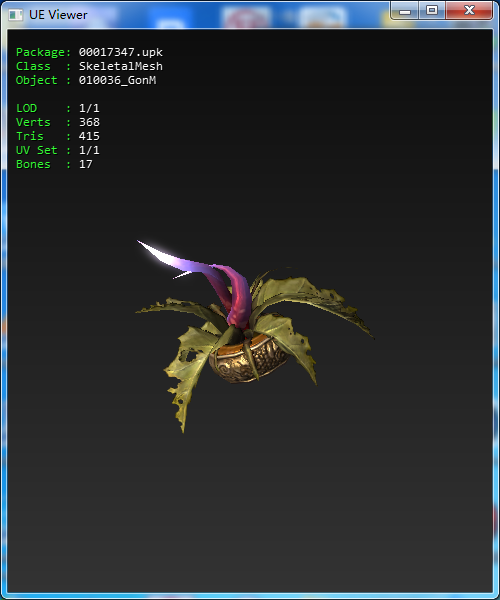 UE Viewer
Package: 00017347.upk
Class : SkeletalMesh
Object : 010036_GonM
LOD : 1/1
Verts : 368
Tris : 415
UV Set : 1/1
Bones : 17